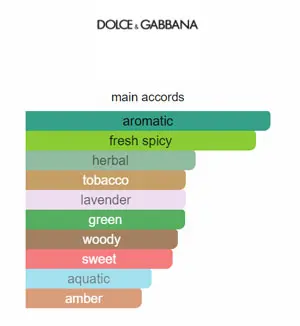 DOLCE & GABBANA
main accords
aromatic
fresh spicy
herbal
tobacco
lavender
green
woody
sweet
aquatic
amber